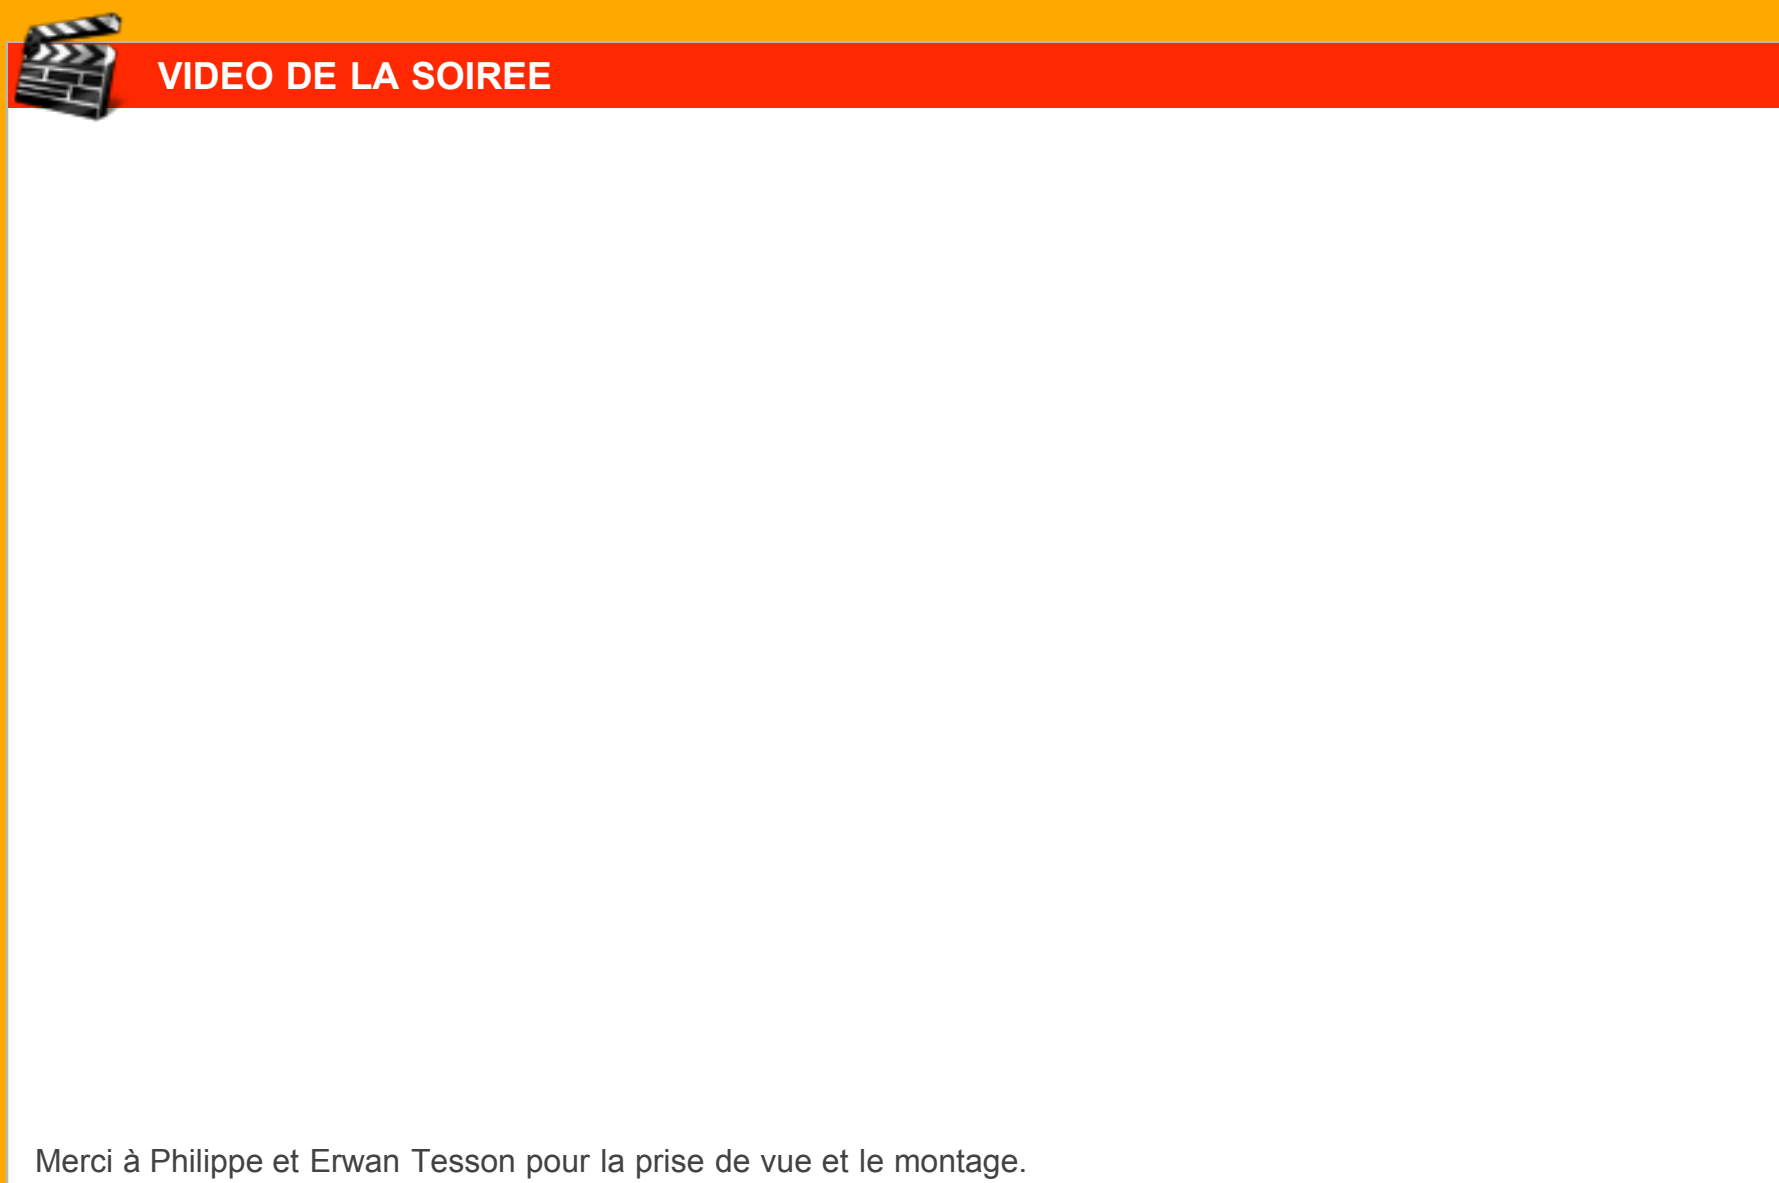 VIDEO DE LA SOIREE
Merci à Philippe et Erwan Tesson pour la prise de vue et le montage.